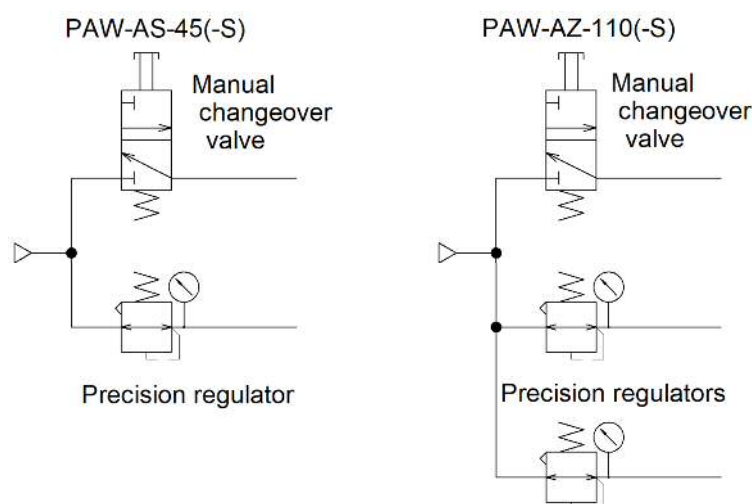 PAW-AS-45(-S)
Manual
changeover
valve
Precision regulator
PAW-AZ-110(-S)
Manual
changeover
valve
Precision regulators